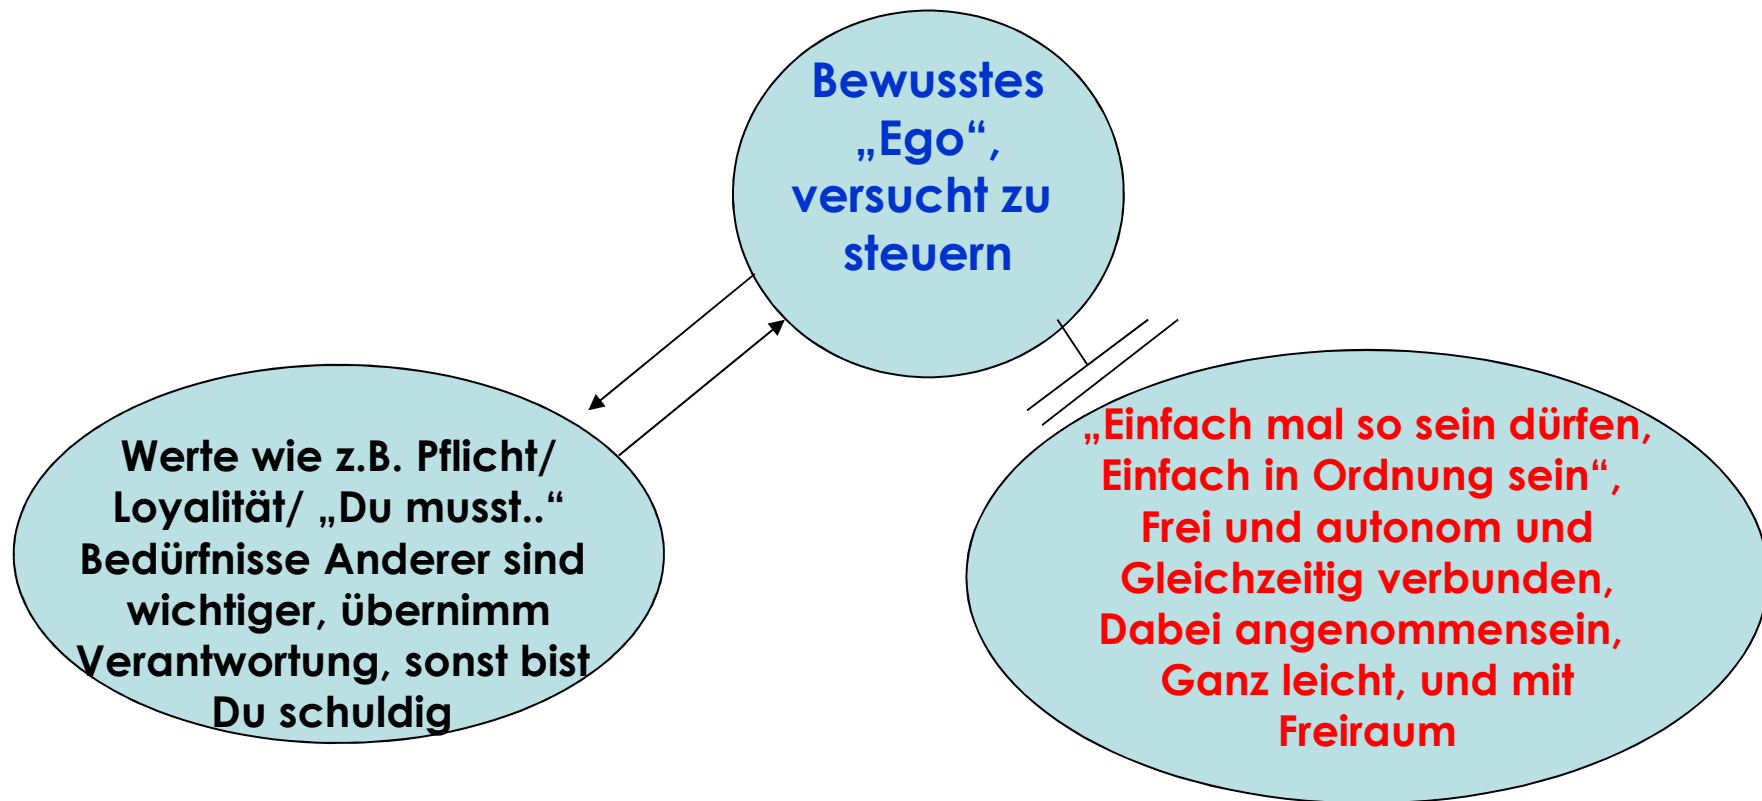 Bewusstes
„Ego“,
versucht zu
steuern
Werte wie z.B. Pflicht/
Loyalität/ „Du musst..“
Bedürfnisse Anderer sind
wichtiger, übernimm
Verantwortung, sonst bist
Du schuldig
„Einfach mal so sein dürfen,
Einfach in Ordnung sein“,
Frei und autonom und
Gleichzeitig verbunden,
Dabei angenommensein,
Ganz leicht, und mit
Freiraum